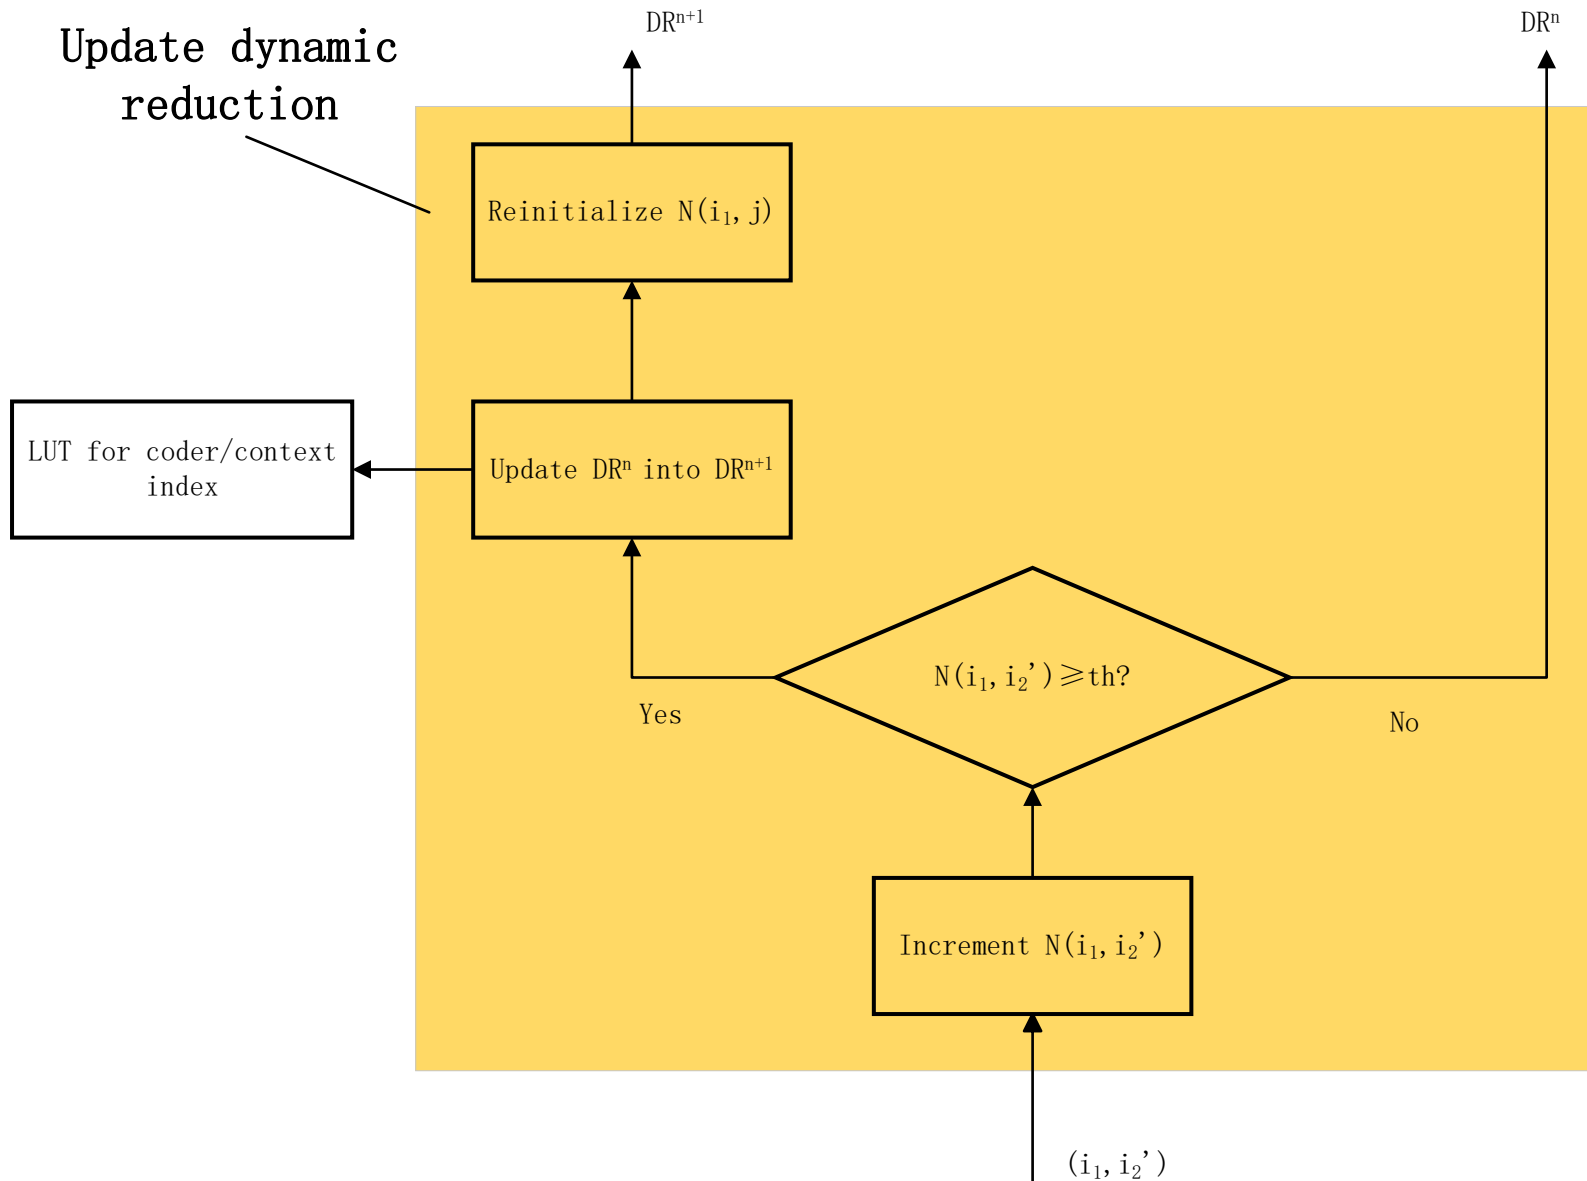 DRⁿ⁺¹
DRⁿ
Update dynamic
reduction
Reinitialize N(i₁,j)
LUT for coder/context
index
Update DRⁿ into DRⁿ⁺¹
N(i₁,i₂’)≥th?
Yes
No
Increment N(i₁,i₂’)
(i₁,i₂’)